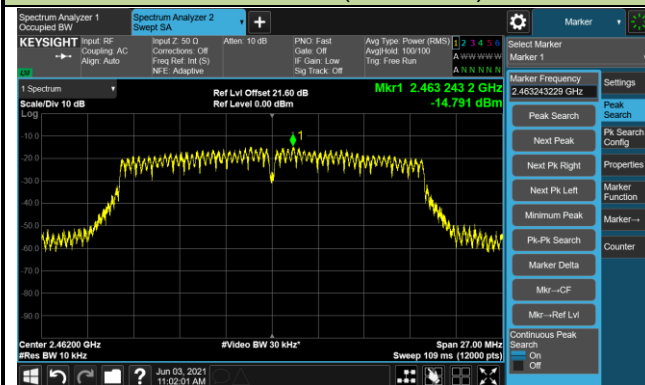 Spectrum Analyzer 1
Occupied BW
Spectrum Analyzer 2
Swept SA
Marker
KEYSIGHT
Input: RF
Coupling: AC
Align: Auto
Input Z: 50 Ω
Corrections: Off
Freq Ref: Int (S)
NFE: Adaptive
Atten: 10 dB
PNO: Fast
Gate: Off
IF Gain: Low
Sig Track: Off
Avg Type: Power (RMS)
Avg|Hold: 100/100
Trig: Free Run
1 2 3 4 5 6
A W W W W W
A N N N N N
Select Marker
Marker 1
1 Spectrum
Scale/Div 10 dB
Log
Ref Lvl Offset 21.60 dB
Ref Level 0.00 dBm
Mkr1 2.463 243 2 GHz
-14.791 dBm
Marker Frequency
2.463243229 GHz
Peak Search
Next Peak
Next Pk Right
Next Pk Left
Minimum Peak
Pk-Pk Search
Marker Delta
Mkr→CF
Mkr→Ref Lvl
Continuous Peak
Search
On
Off
Settings
Peak
Search
Pk Search
Config
Properties
Marker
Function
Marker→
Counter
1
-10.0
-20.0
-30.0
-40.0
-50.0
-60.0
-70.0
-80.0
-90.0
Center 2.46200 GHz
#Res BW 10 kHz
#Video BW 30 kHz*
Span 27.00 MHz
Sweep 109 ms (12000 pts)
?
Jun 03, 2021
11:02:01 AM